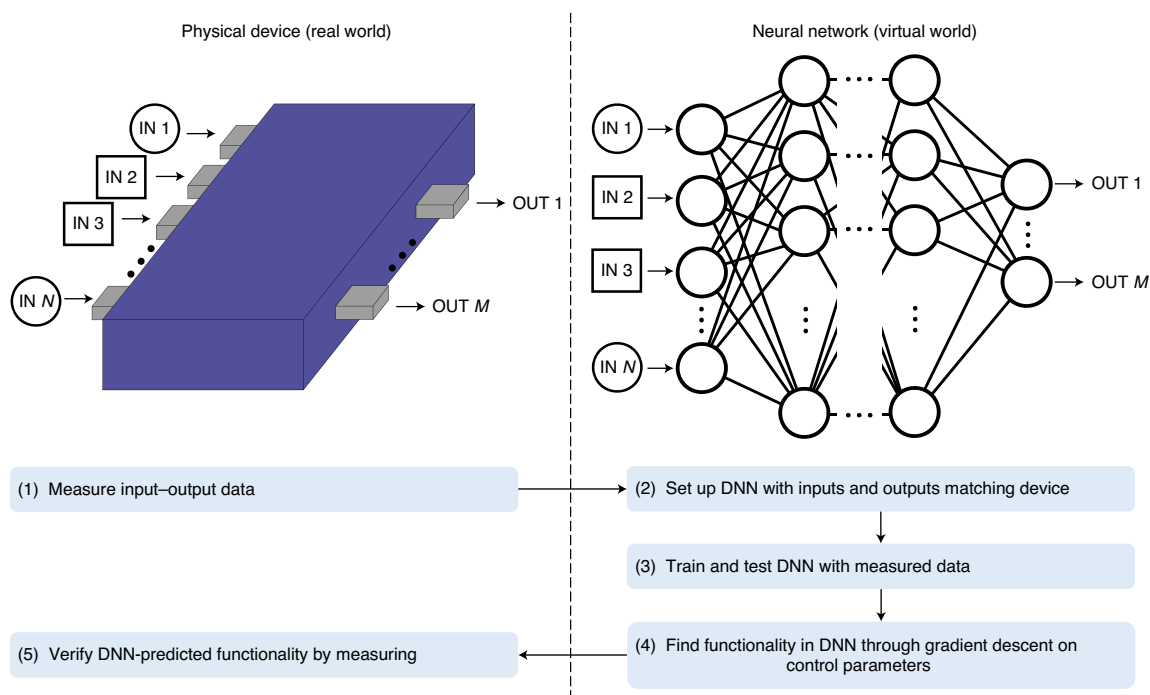 Physical device (real world)
IN 1
IN 2
IN 3
IN N
OUT 1
OUT M
Neural network (virtual world)
IN 1
IN 2
IN 3
IN N
OUT 1
OUT M
(1) Measure input–output data
(2) Set up DNN with inputs and outputs matching device
(3) Train and test DNN with measured data
(4) Find functionality in DNN through gradient descent on
control parameters
(5) Verify DNN-predicted functionality by measuring